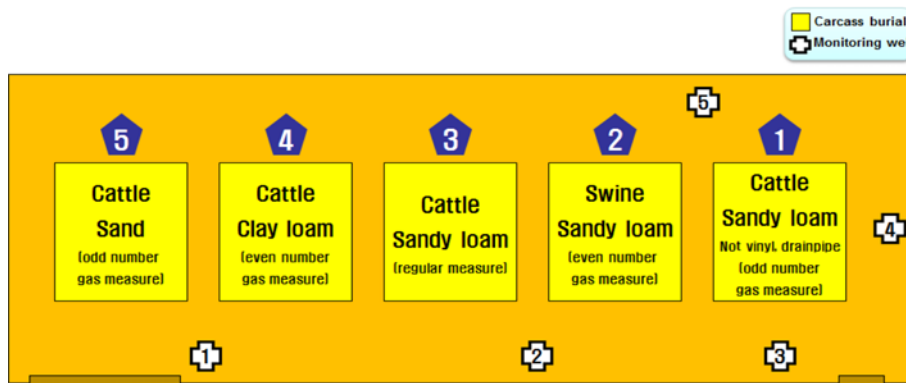 Carcass burial
Monitoring we
5
5
4
3
2
1
Cattle
Sand
(odd number
gas measure)
Cattle
Clay loam
(even number
gas measure)
Cattle
Sandy loam
(regular measure)
Swine
Sandy loam
(even number
gas measure)
Cattle
Sandy loam
Not vinyl, drainpipe
(odd number
gas measure)
4
1
2
3